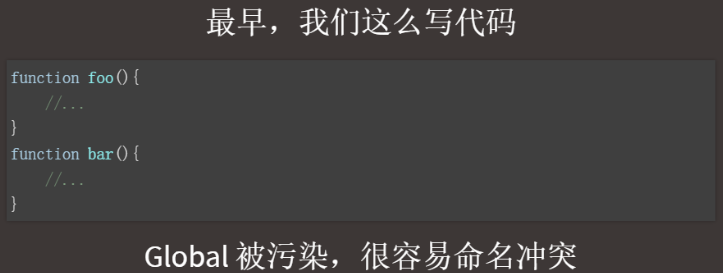 最早，我们这么写代码
function foo(){
    //...
}
function bar(){
    //...
}
Global 被污染，很容易命名冲突